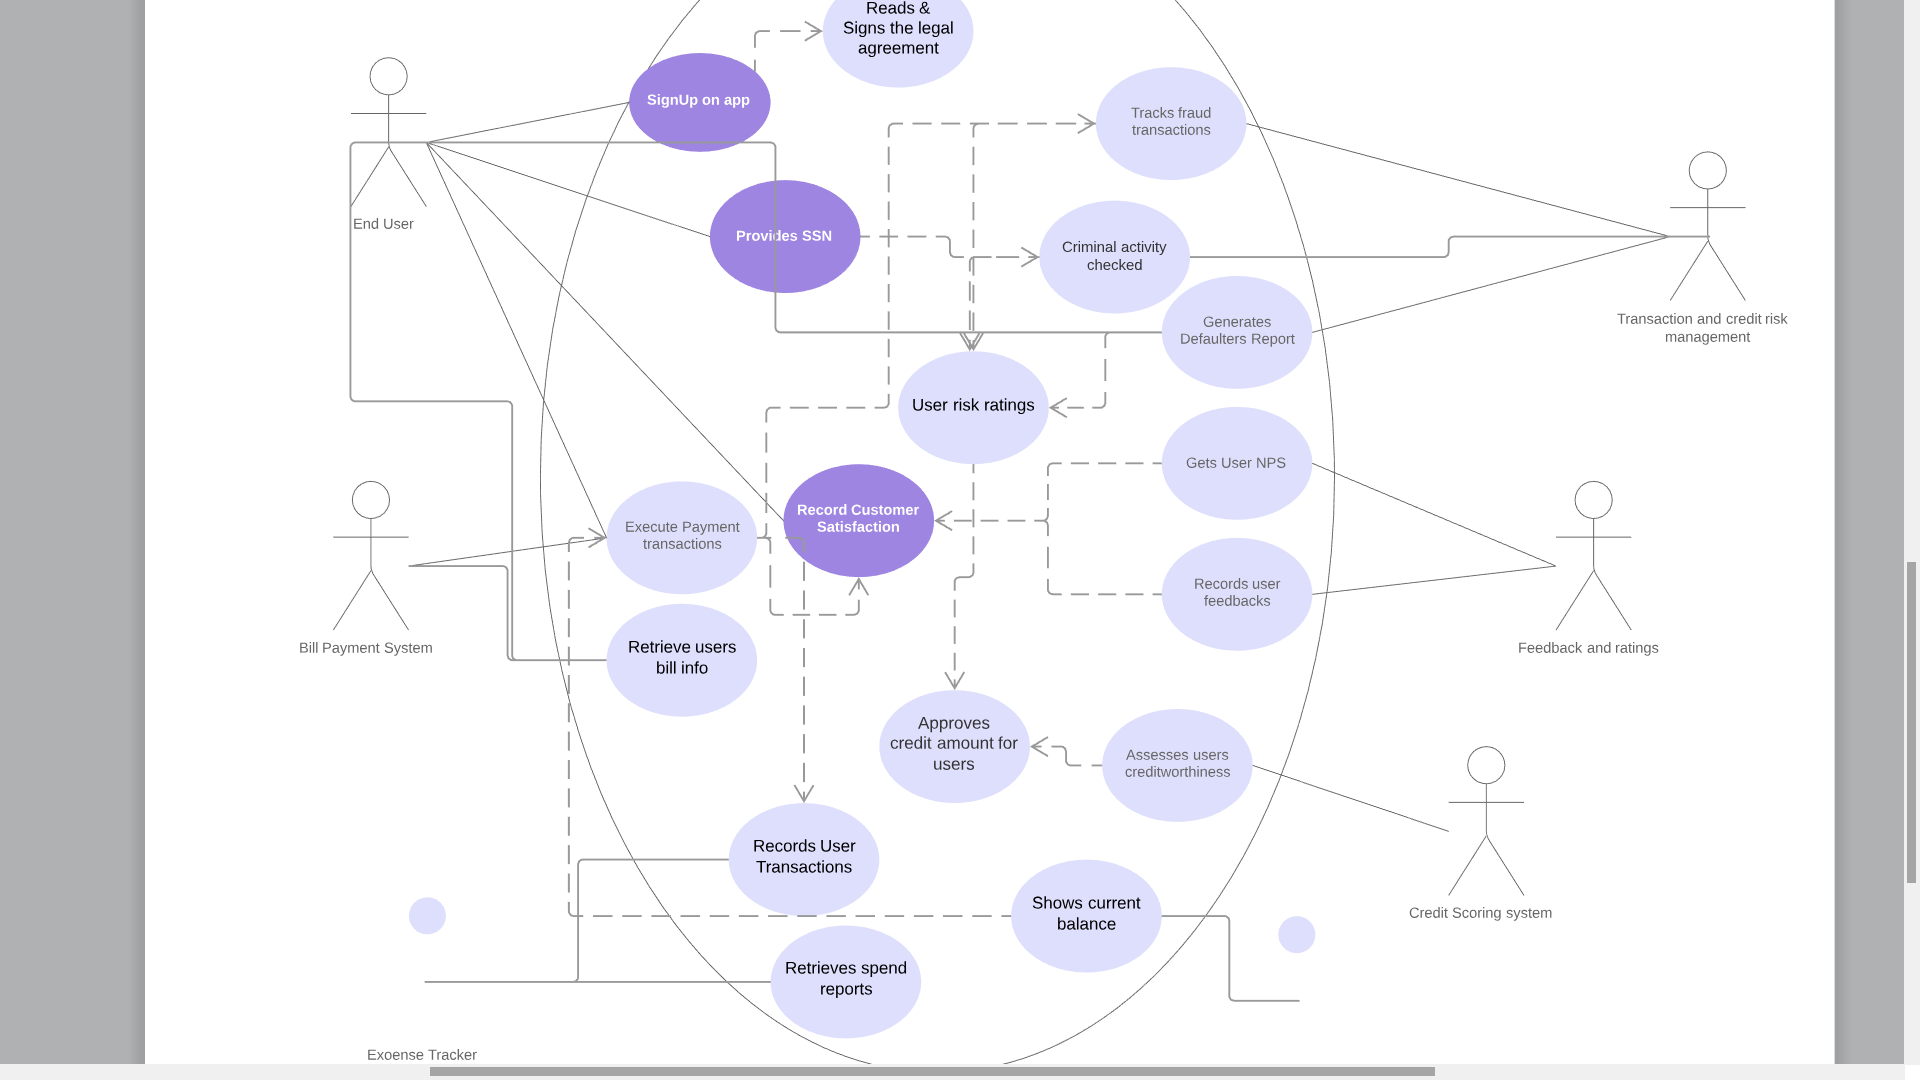 Reads &
Signs the legal
agreement
SignUp on app
Tracks fraud
transactions
End User
Provides SSN
Criminal activity
checked
Generates
Defaulters Report
Transaction and credit risk
management
User risk ratings
Gets User NPS
Record Customer
Satisfaction
Execute Payment
transactions
Records user
feedbacks
Bill Payment System
Retrieve users
bill info
Feedback and ratings
Approves
credit amount for
users
Assesses users
creditworthiness
Records User
Transactions
Shows current
balance
Credit Scoring system
Retrieves spend
reports
Exoense Tracker